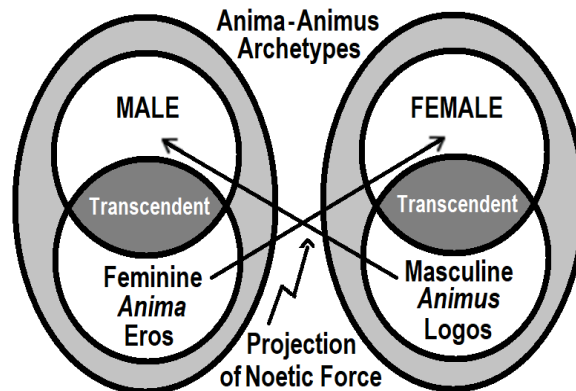 Anima-Animus
Archetypes
MALE
FEMALE
Transcendent
Transcendent
Feminine
Anima
Eros
Masculine
Animus
Logos
Projection
of Noetic Force